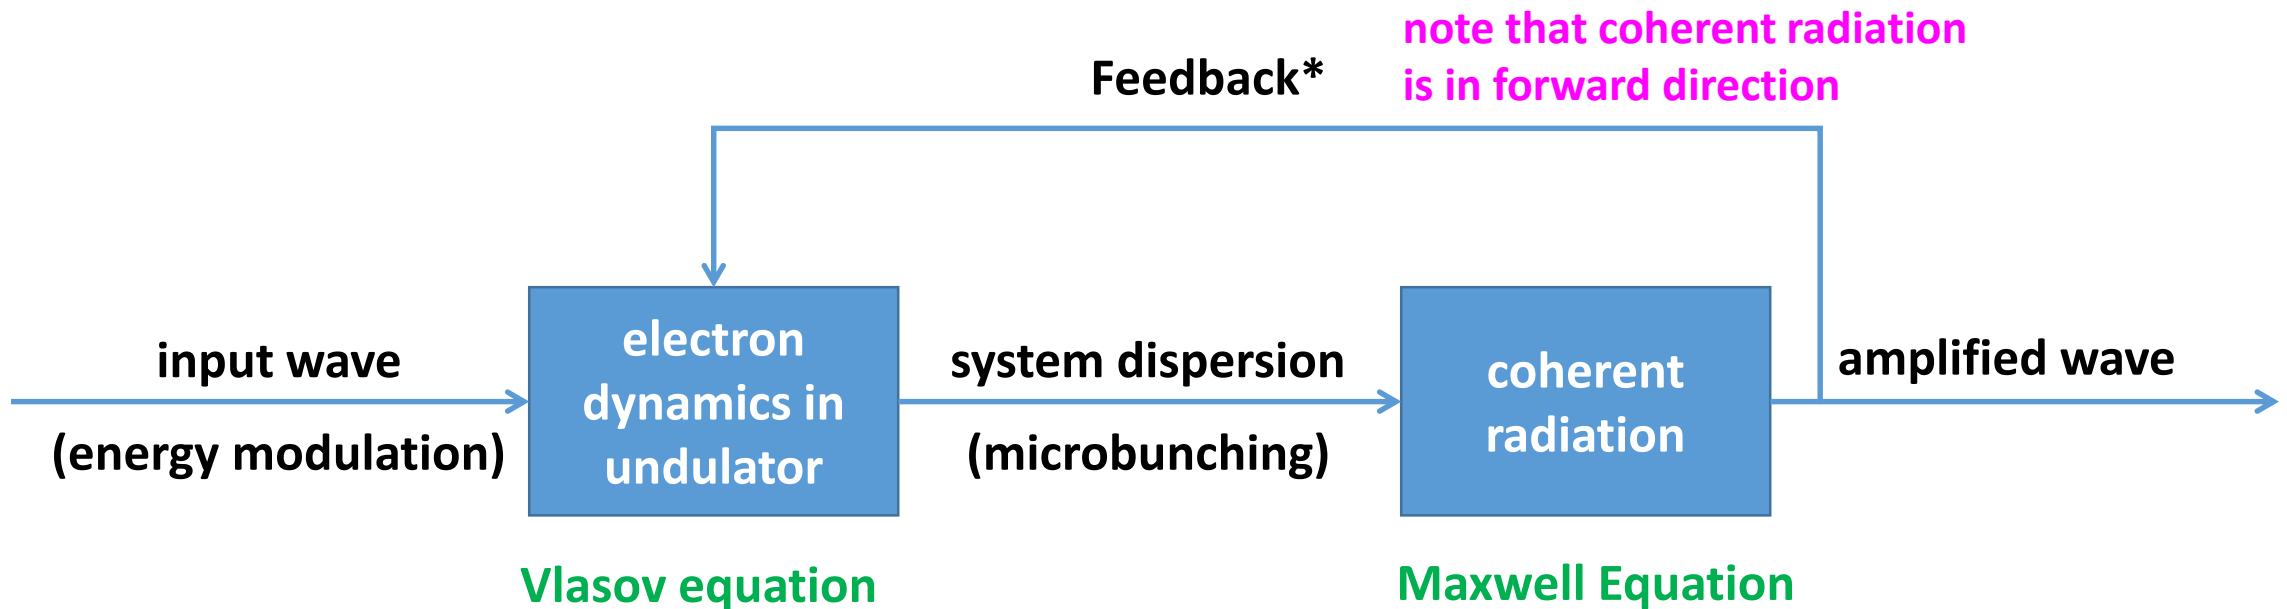 note that coherent radiation
is in forward direction
Feedback*
input wave
(energy modulation)
electron
dynamics in
undulator
system dispersion
(microbunching)
coherent
radiation
amplified wave
Vlasov equation
Maxwell Equation